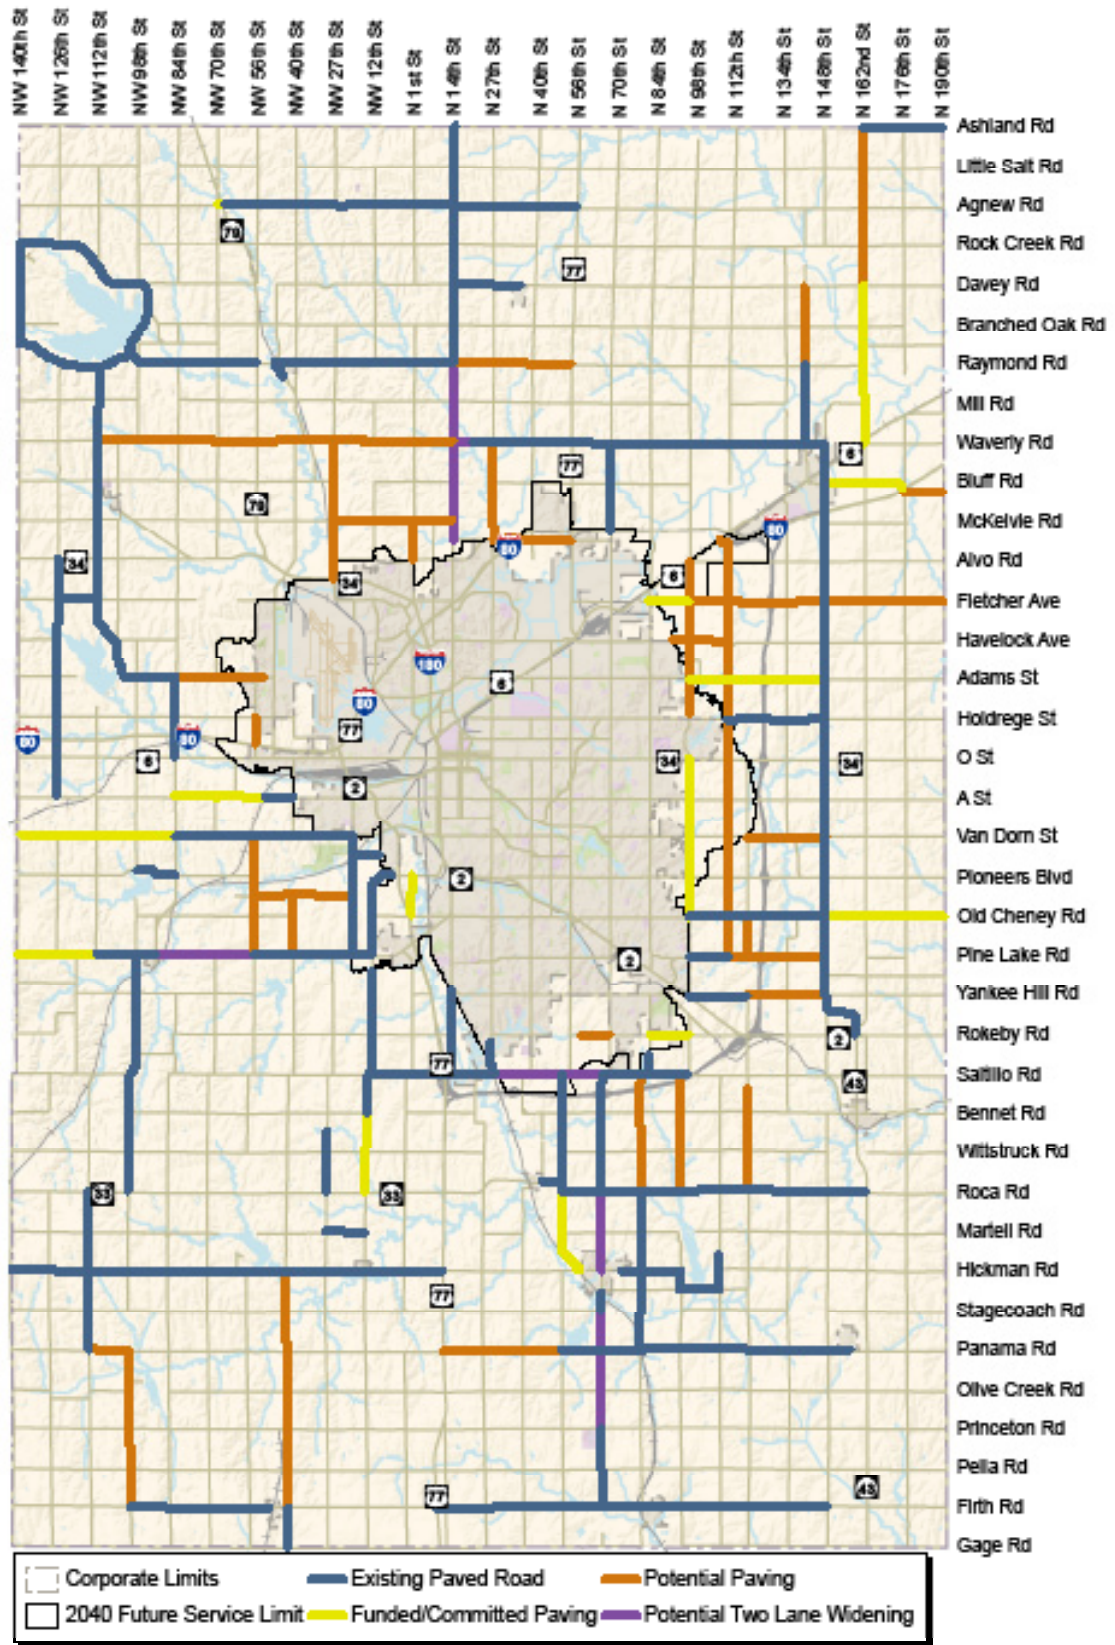 NW 140th St
NW 126th St
NW 112th St
NW 98th St
NW 84th St
NW 70th St
NW 56th St
NW 40th St
NW 27th St
NW 12th St
N 1st St
N 14th St
N 27th St
N 40th St
N 56th St
N 70th St
N 84th St
N 98th St
N 112th St
N 134th St
N 148th St
N 162nd St
N 176th St
N 190th St
Ashland Rd
Little Salt Rd
Agnew Rd
79
Rock Creek Rd
77
Davey Rd
Branched Oak Rd
Raymond Rd
Mill Rd
Waverly Rd
6
77
Bluff Rd
79
McKelvie Rd
80
80
Alvo Rd
34
34
6
Fletcher Ave
Havelock Ave
180
Adams St
6
80
Holdrege St
77
80
80
6
O St
34
34
2
A St
Van Dorn St
Pioneers Blvd
2
Old Cheney Rd
Pine Lake Rd
2
Yankee Hill Rd
Rokeby Rd
2
77
Saltillo Rd
43
Bennet Rd
Wittstruck Rd
33
33
Roca Rd
Martell Rd
Hickman Rd
77
Stagecoach Rd
Panama Rd
Olive Creek Rd
Princeton Rd
Pella Rd
43
77
Firth Rd
Gage Rd
Corporate Limits
Existing Paved Road
Potential Paving
2040 Future Service Limit
Funded/Committed Paving
Potential Two Lane Widening